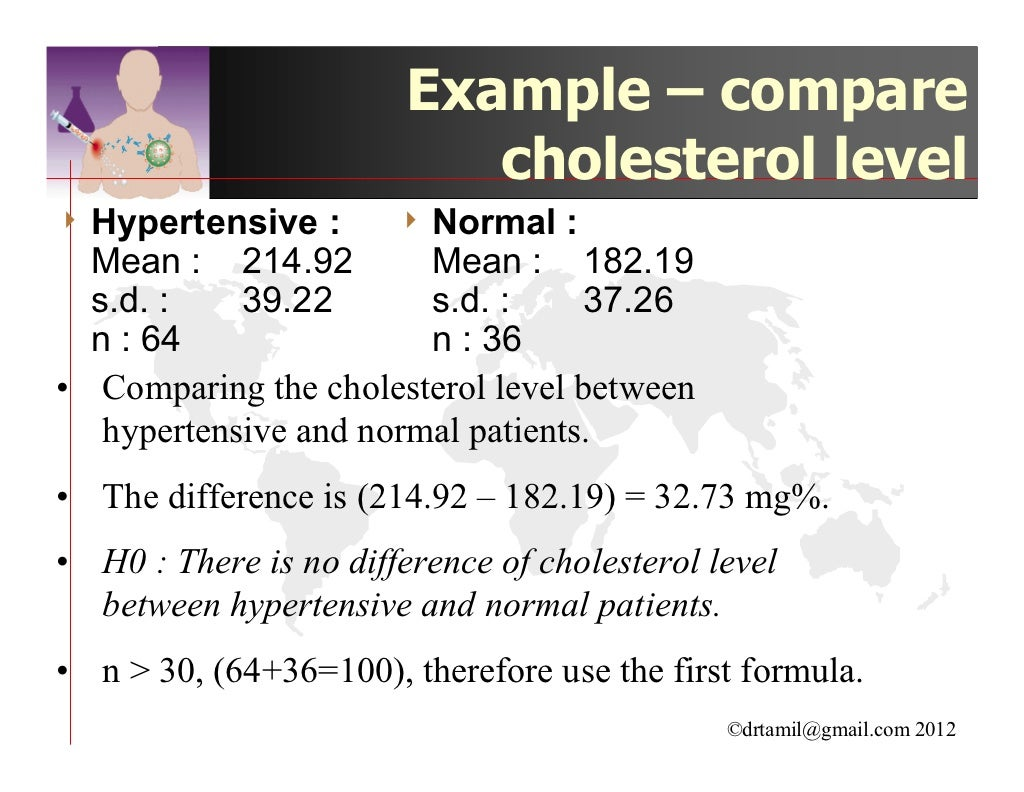 Example – compare
cholesterol level
Hypertensive :
Mean : 214.92
s.d. : 39.22
n : 64
Normal :
Mean : 182.19
s.d. : 37.26
n : 36
• Comparing the cholesterol level between
hypertensive and normal patients.
• The difference is (214.92 – 182.19) = 32.73 mg%.
• H0 : There is no difference of cholesterol level
between hypertensive and normal patients.
• n > 30, (64+36=100), therefore use the first formula.
©drtamil@gmail.com 2012